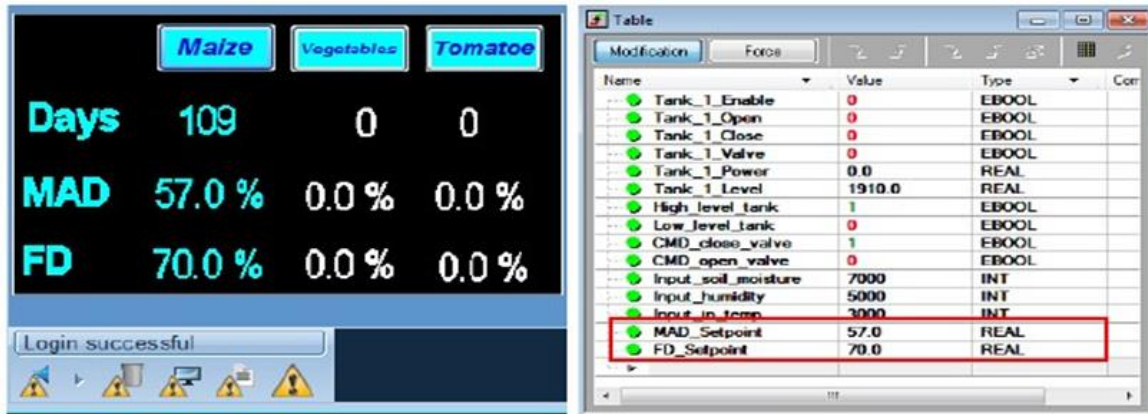 Maize Vegetables Tomatoe
Days 109 0 0
MAD 57.0 % 0.0 % 0.0 %
FD 70.0 % 0.0 % 0.0 %
Login successful
Table
Modification Force
Name Value Type Com
Tank_1_Enable 0 EBOOL
Tank_1_Open 0 EBOOL
Tank_1_Close 0 EBOOL
Tank_1_Valve 0 EBOOL
Tank_1_Power 0.0 REAL
Tank_1_Level 1910.0 REAL
High_level_tank 1 EBOOL
Low_level_tank 0 EBOOL
CMD_close_valve 1 EBOOL
CMD_open_valve 0 EBOOL
Input_soil_moisture 7000 INT
Input_humidity 5000 INT
Input_in_temp 3000 INT
MAD_Setpoint 57.0 REAL
FD_Setpoint 70.0 REAL